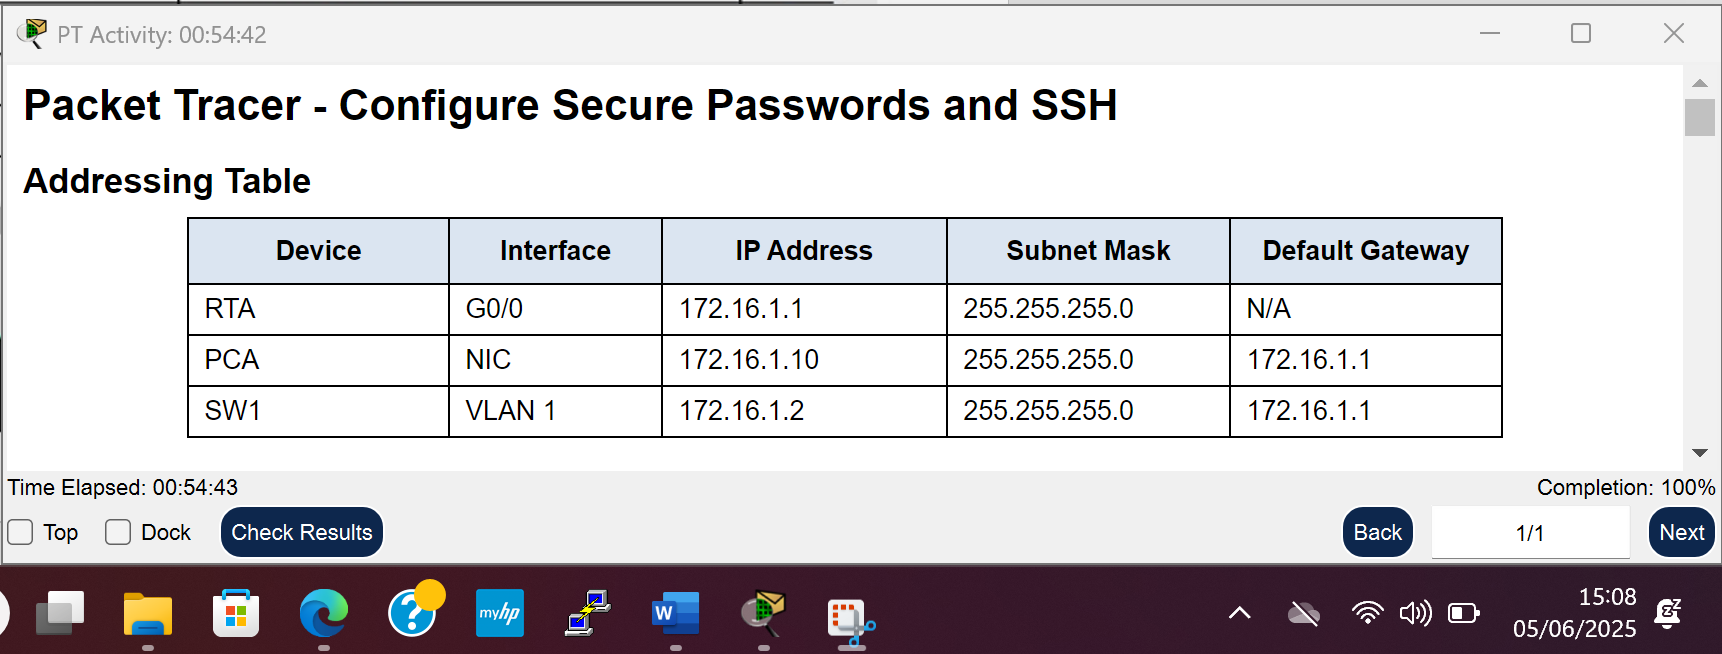 PT Activity: 00:54:42
Packet Tracer - Configure Secure Passwords and SSH
Addressing Table
Device Interface IP Address Subnet Mask Default Gateway
RTA G0/0 172.16.1.1 255.255.255.0 N/A
PCA NIC 172.16.1.10 255.255.255.0 172.16.1.1
SW1 VLAN 1 172.16.1.2 255.255.255.0 172.16.1.1
Time Elapsed: 00:54:43 Completion: 100%
Top Dock Check Results Back 1/1 Next
? myhp W 15:08
05/06/2025